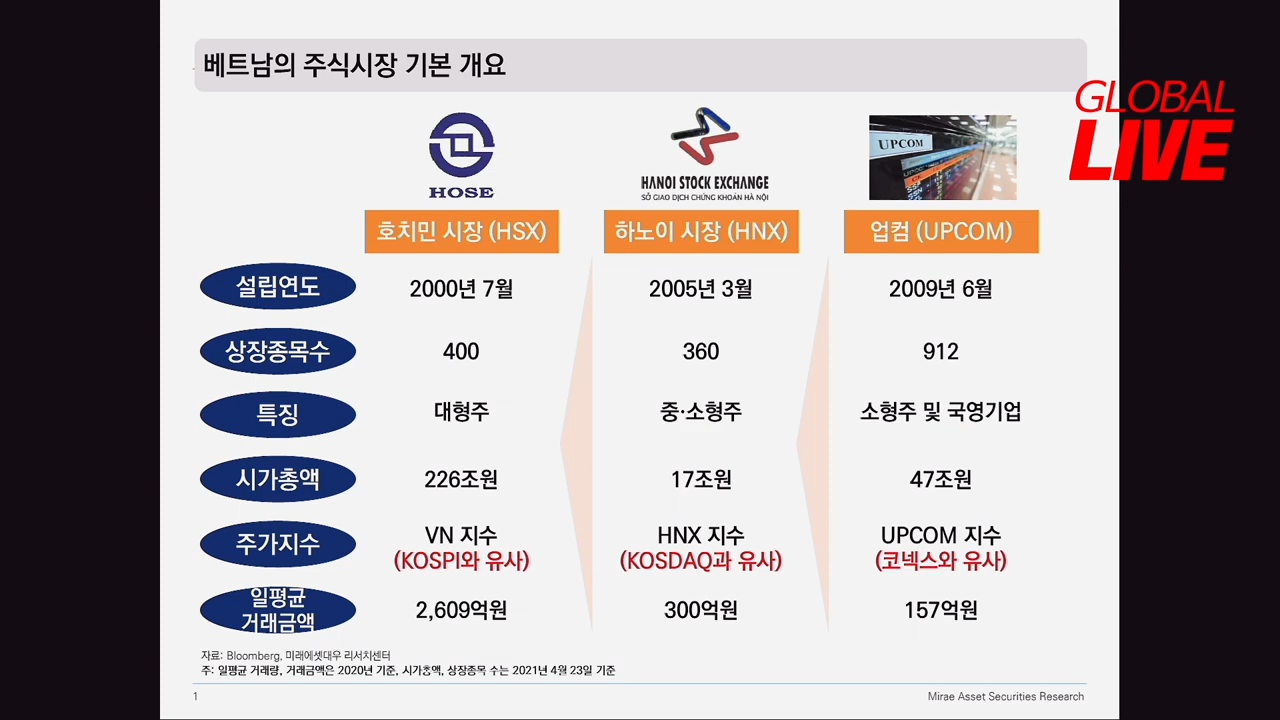 베트남의 주식시장 기본 개요
GLOBAL
LIVE
HOSE
HANOI STOCK EXCHANGE
SỞ GIAO DỊCH CHỨNG KHOÁN HÀ NỘI
UPCOM
호치민 시장 (HSX)
하노이 시장 (HNX)
업컴 (UPCOM)
설립연도
2000년 7월
2005년 3월
2009년 6월
상장종목수
400
360
912
특징
대형주
중·소형주
소형주 및 국영기업
시가총액
226조원
17조원
47조원
주가지수
VN 지수
(KOSPI와 유사)
HNX 지수
(KOSDAQ과 유사)
UPCOM 지수
(코넥스와 유사)
일평균
거래금액
2,609억원
300억원
157억원
자료: Bloomberg, 미래에셋대우 리서치센터
주: 일평균 거래량, 거래금액은 2020년 기준, 시가총액, 상장종목 수는 2021년 4월 23일 기준
1
Mirae Asset Securities Research